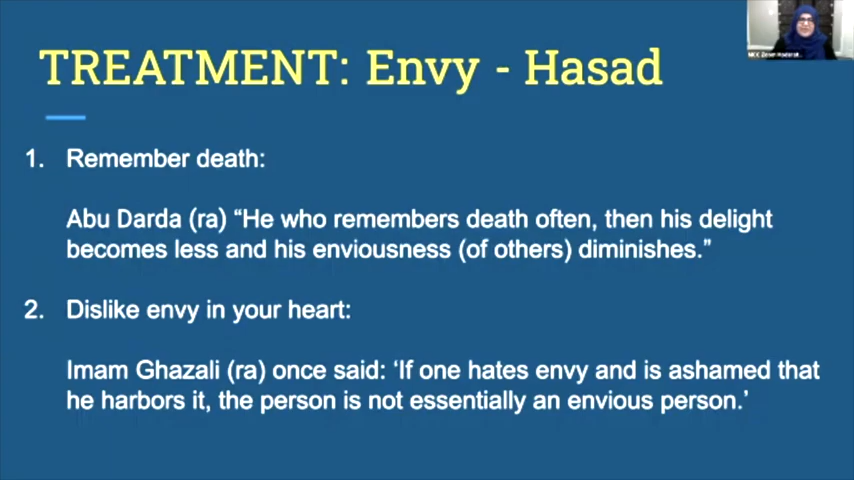 TREATMENT: Envy - Hasad
1. Remember death:
Abu Darda (ra) “He who remembers death often, then his delight
becomes less and his enviousness (of others) diminishes.”
2. Dislike envy in your heart:
Imam Ghazali (ra) once said: ‘If one hates envy and is ashamed that
he harbors it, the person is not essentially an envious person.’